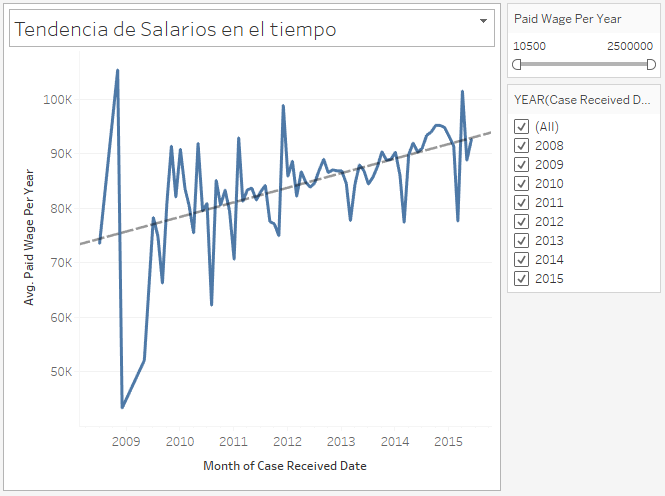 Tendencia de Salarios en el tiempo
Avg. Paid Wage Per Year
100K
90K
80K
70K
60K
50K
2009 2010 2011 2012 2013 2014 2015
Month of Case Received Date
Paid Wage Per Year
10500 2500000
YEAR(Case Received D...
(All)
2008
2009
2010
2011
2012
2013
2014
2015